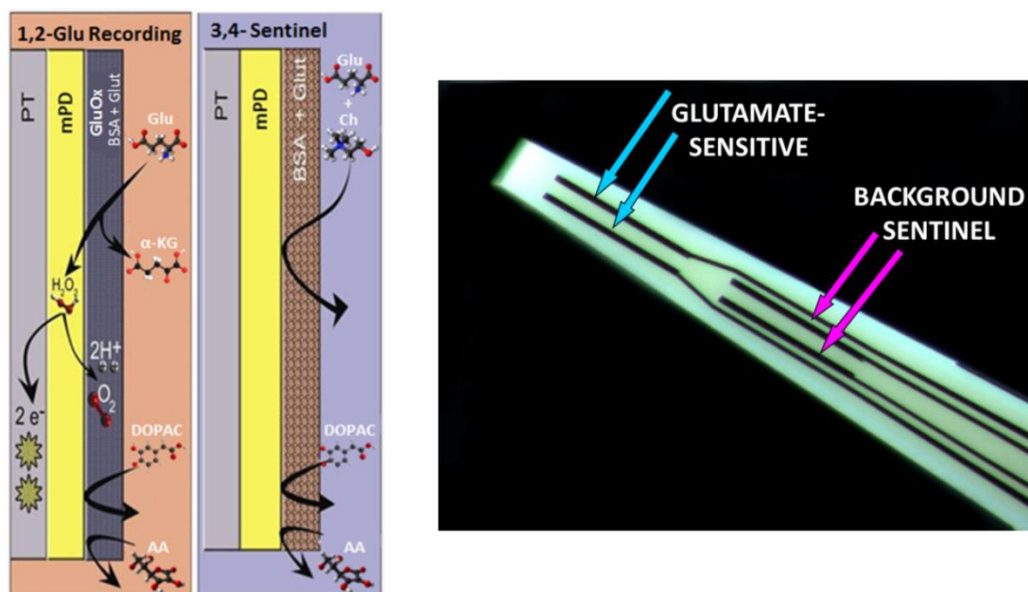 1,2-Glu Recording
PT
mPD
GluOx
BSA + Glut
Glu
α-KG
H₂O₂
2H⁺
O₂
2 e⁻
DOPAC
AA
3,4- Sentinel
PT
mPD
BSA + Glut
Glu
+
Ch
DOPAC
AA
GLUTAMATE-
SENSITIVE
BACKGROUND
SENTINEL